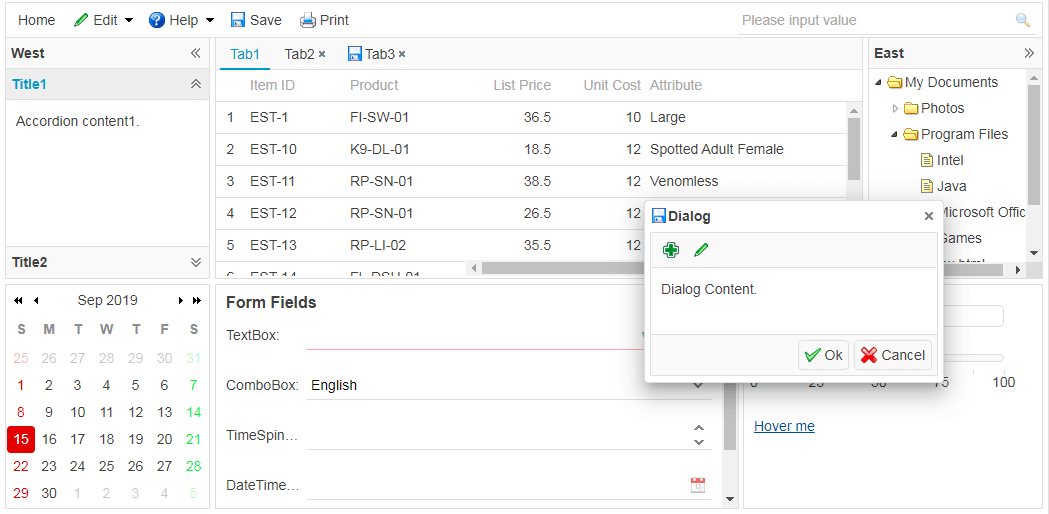 Home Edit Help Save Print Please input value
West
Title1
Accordion content1.
Title2
Tab1 Tab2 Tab3
Item ID Product List Price Unit Cost Attribute
1 EST-1 FI-SW-01 36.5 10 Large
2 EST-10 K9-DL-01 18.5 12 Spotted Adult Female
3 EST-11 RP-SN-01 38.5 12 Venomless
4 EST-12 RP-SN-01 26.5 12
5 EST-13 RP-LI-02 35.5 12
East
My Documents
Photos
Program Files
Intel
Java
Microsoft Offic
Games
Dialog
Dialog Content.
Ok Cancel
Sep 2019
S M T W T F S
25 26 27 28 29 30 31
1 2 3 4 5 6 7
8 9 10 11 12 13 14
15 16 17 18 19 20 21
22 23 24 25 26 27 28
29 30 1 2 3 4 5
Form Fields
TextBox:
ComboBox: English
TimeSpin...
DateTime...
0 25 50 75 100
Hover me